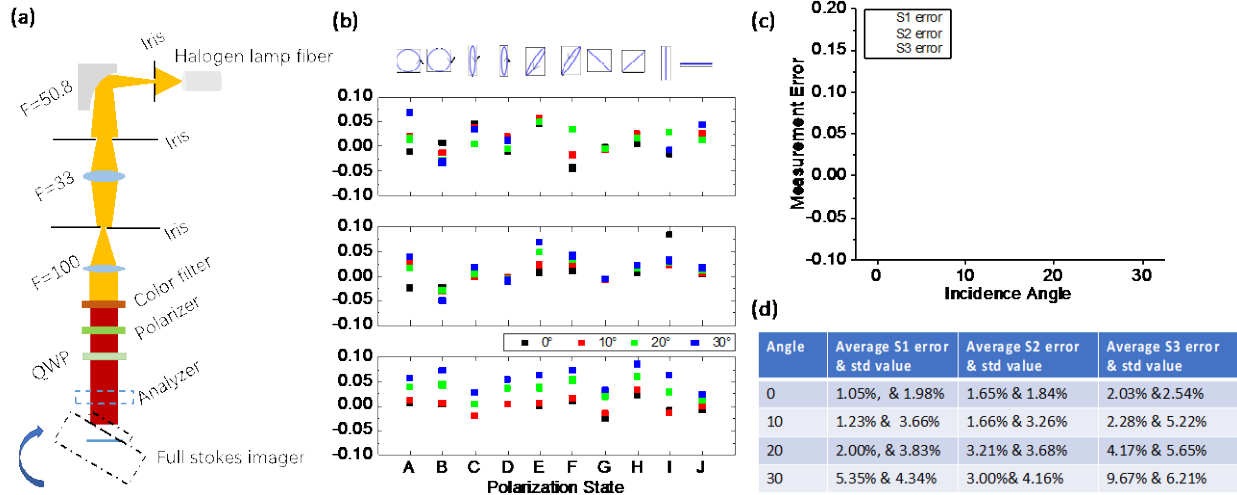 (a)
Iris
Halogen lamp fiber
F=50.8
Iris
F=33
Iris
F=100
Color filter
Polarizer
QWP
Analyzer
Full stokes imager
(b)
0.10
0.05
0.00
-0.05
-0.10
0.10
0.05
0.00
-0.05
-0.10
0° 10° 20° 30°
0.10
0.05
0.00
-0.05
-0.10
A B C D E F G H I J
Polarization State
(c)
S1 error
S2 error
S3 error
0.20
0.15
0.10
0.05
0.00
-0.05
-0.10
Measurement Error
0 10 20 30
Incidence Angle
(d)
Angle Average S1 error & std value Average S2 error & std value Average S3 error & std value
0 1.05%, & 1.98% 1.65% & 1.84% 2.03% &2.54%
10 1.23% & 3.66% 1.66% & 3.26% 2.28% & 5.22%
20 2.00%, & 3.83% 3.21% & 3.68% 4.17% & 5.65%
30 5.35% & 4.34% 3.00%& 4.16% 9.67% & 6.21%